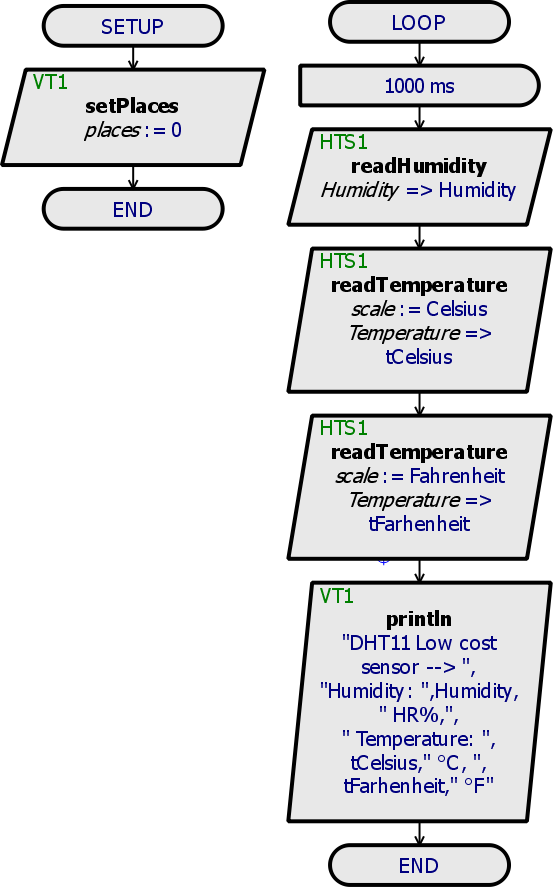 SETUP
VT1
setPlaces
places := 0
END
LOOP
1000 ms
HTS1
readHumidity
Humidity => Humidity
HTS1
readTemperature
scale := Celsius
Temperature =>
tCelsius
HTS1
readTemperature
scale := Fahrenheit
Temperature =>
tFarhenheit
VT1
println
"DHT11 Low cost
sensor --> ",
"Humidity: ",Humidity,
" HR%,",
" Temperature: ",
tCelsius," °C, ",
tFarhenheit," °F"
END